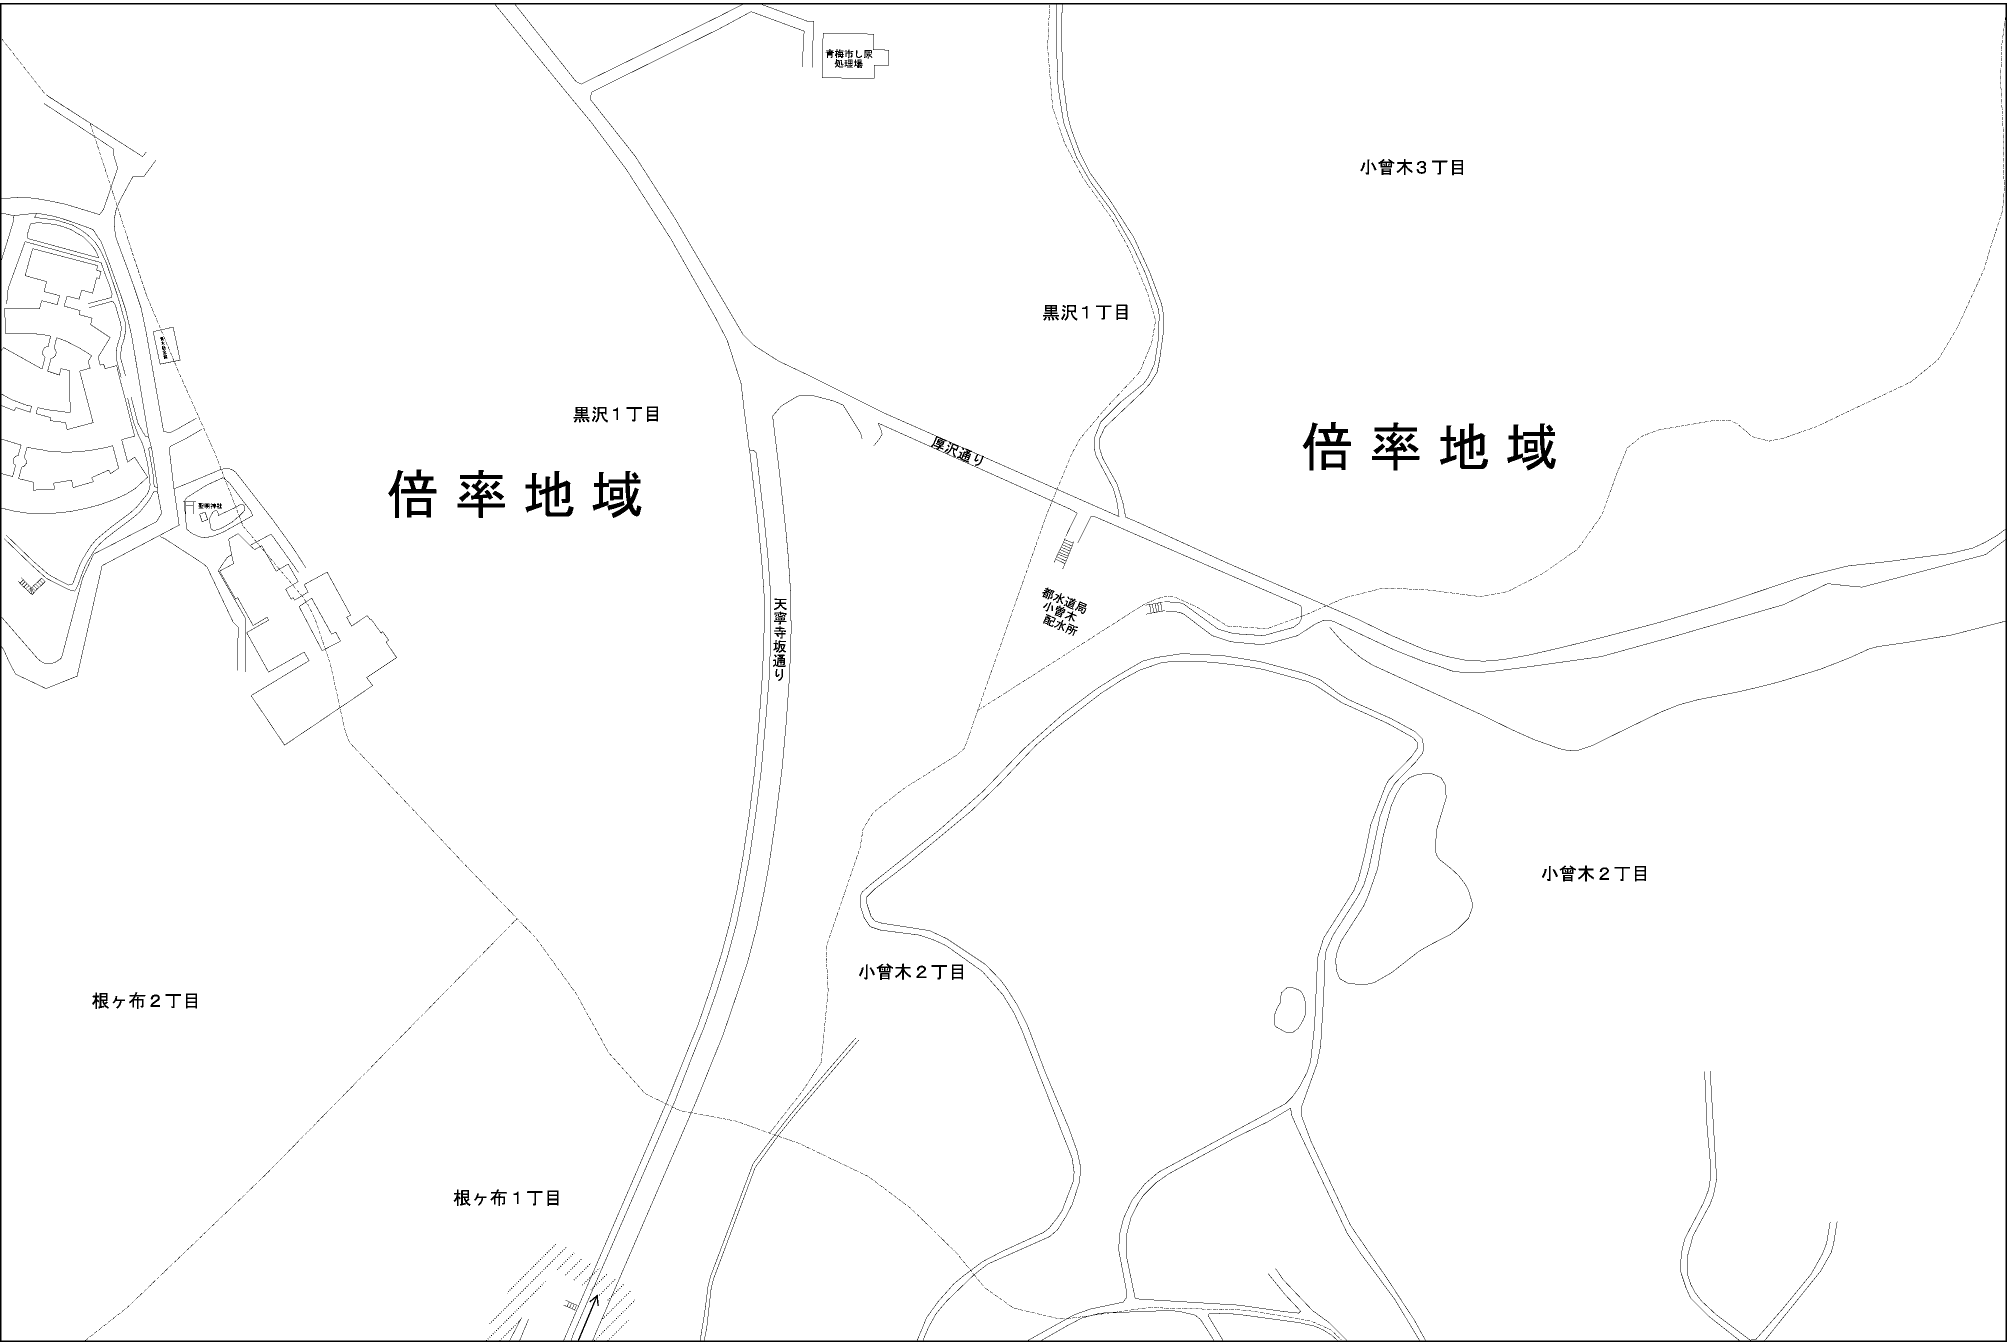 青梅市し尿
処理場
小曾木３丁目
黒沢１丁目
黒沢１丁目
厚沢通り
倍率地域
倍率地域
天寧寺坂通り
都水道局
小曾木
配水所
小曾木２丁目
小曾木２丁目
根ヶ布２丁目
根ヶ布１丁目